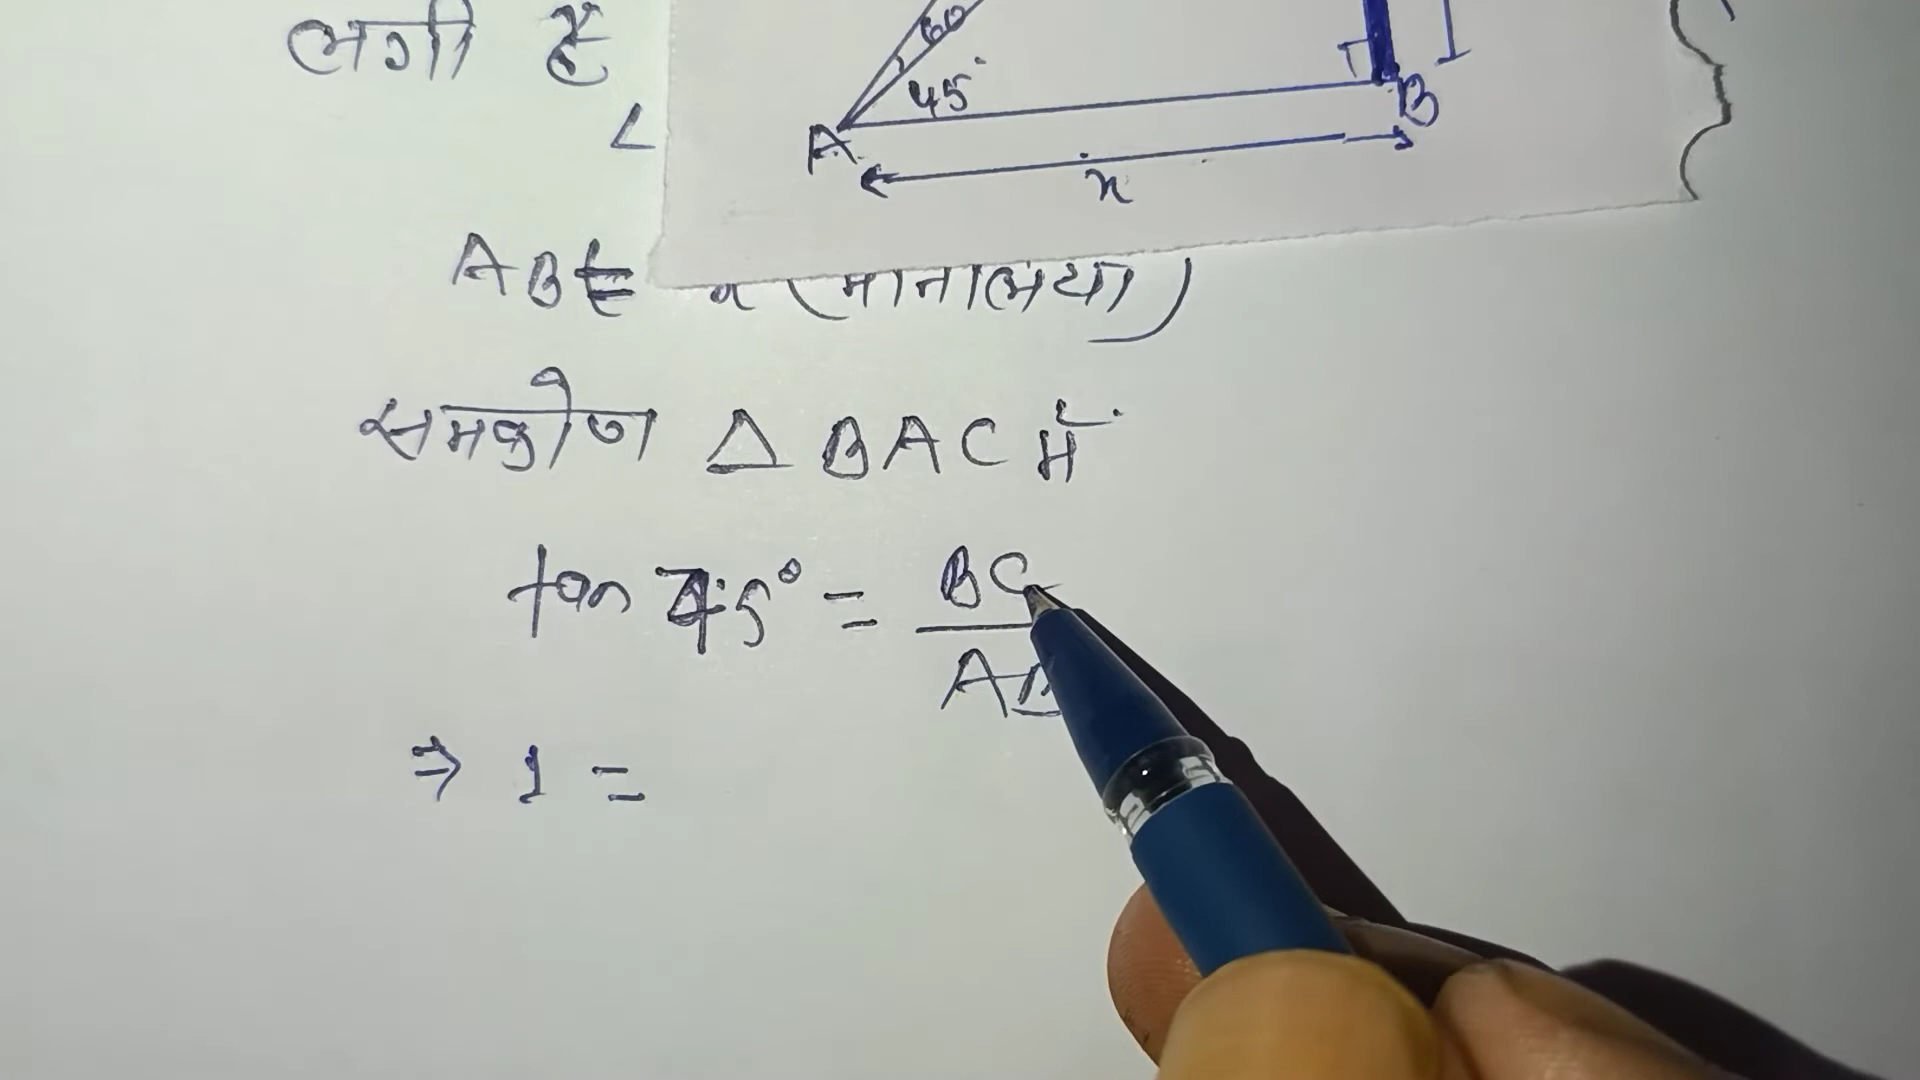 लगी हैं
60
45°
A
B
x
∠
AB = x (मान लिया)
समकोण △ BAC में
tan 45° = BC / AB
⇒ 1 =